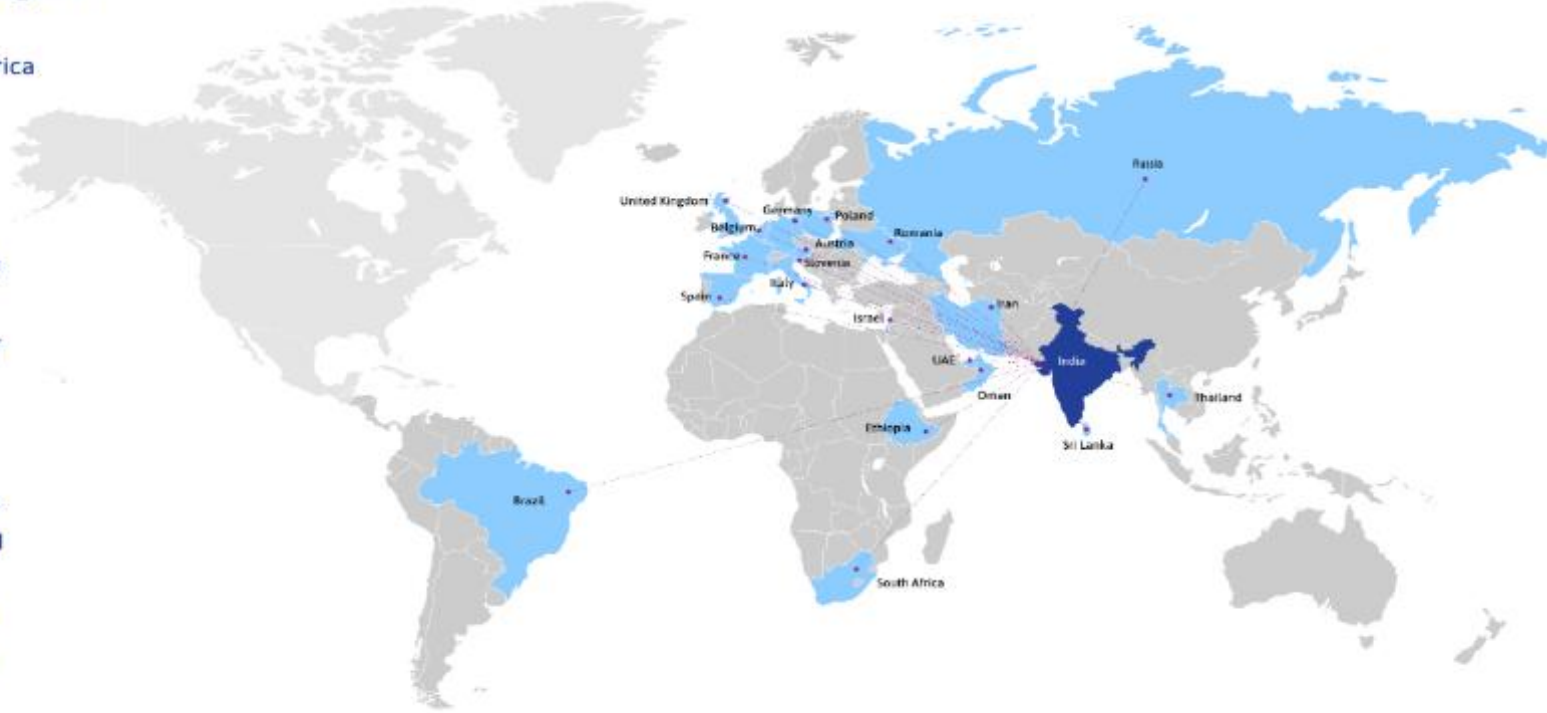 rica
Russia
United Kingdom
Germany
Poland
Belgium
Romania
Austria
France
Slovenia
Italy
Spain
Iran
Israel
UAE
India
Oman
Thailand
Ethiopia
Sri Lanka
Brazil
South Africa